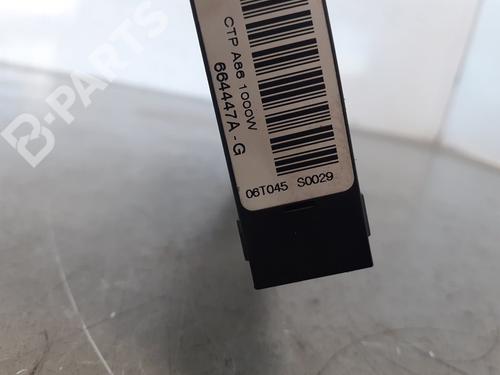 CTP A86 1000W
664447A - G
06T045 S0029
B-PARTS